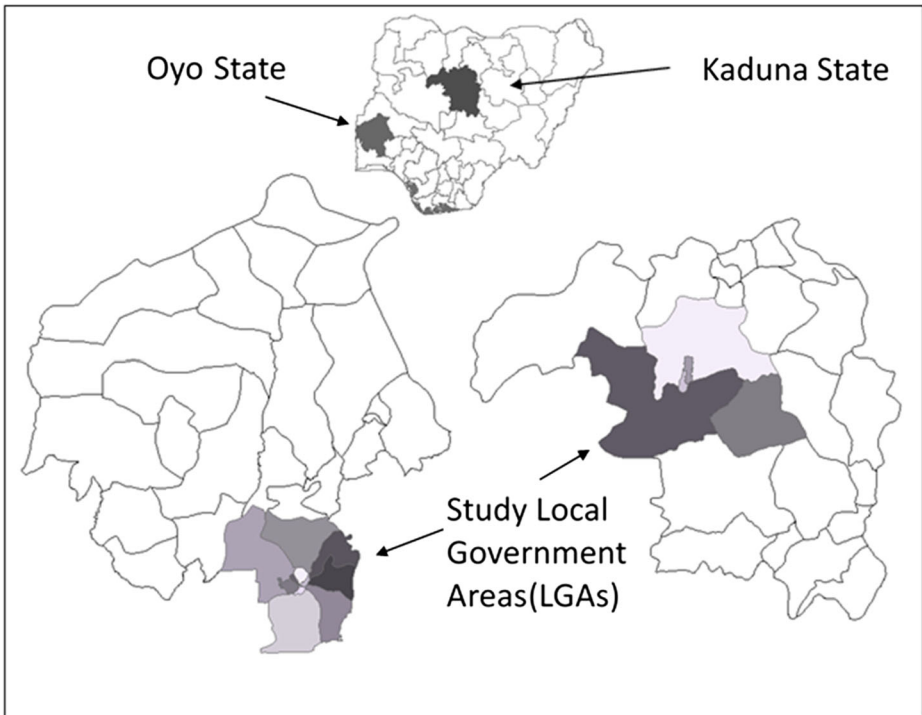 Oyo State
Kaduna State
Study Local
Government
Areas(LGAs)